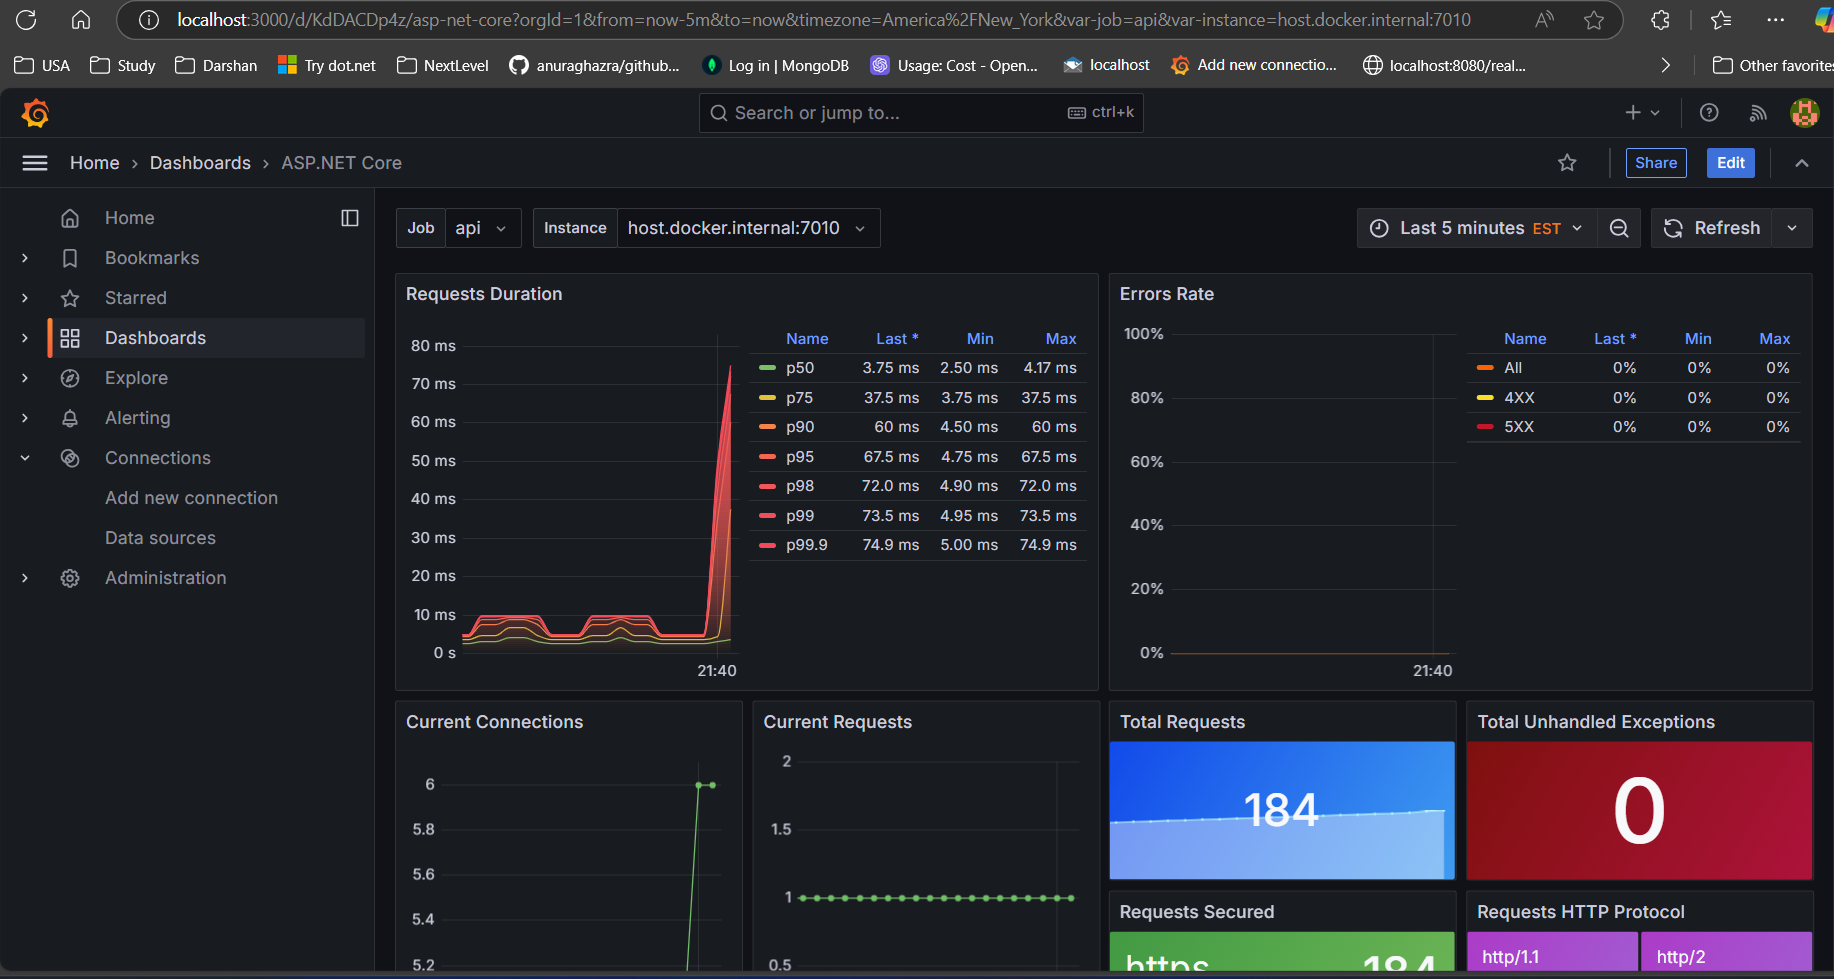 localhost:3000/d/KdDACDp4z/asp-net-core?orgId=1&from=now-5m&to=now&timezone=America%2FNew_York&var-job=api&var-instance=host.docker.internal:7010
USA Study Darshan Try dot.net NextLevel anuraghazra/github... Log in | MongoDB Usage: Cost - Open... localhost Add new connectio... localhost:8080/real... Other favorites
Search or jump to... ctrl+k
Home › Dashboards › ASP.NET Core
Share Edit
Home
Bookmarks
Starred
Dashboards
Explore
Alerting
Connections
Add new connection
Data sources
Administration
Job api Instance host.docker.internal:7010
Last 5 minutes EST Refresh
Requests Duration
80 ms
70 ms
60 ms
50 ms
40 ms
30 ms
20 ms
10 ms
0 s
21:40
Name Last * Min Max
p50 3.75 ms 2.50 ms 4.17 ms
p75 37.5 ms 3.75 ms 37.5 ms
p90 60 ms 4.50 ms 60 ms
p95 67.5 ms 4.75 ms 67.5 ms
p98 72.0 ms 4.90 ms 72.0 ms
p99 73.5 ms 4.95 ms 73.5 ms
p99.9 74.9 ms 5.00 ms 74.9 ms
Errors Rate
100%
80%
60%
40%
20%
0%
21:40
Name Last * Min Max
All 0% 0% 0%
4XX 0% 0% 0%
5XX 0% 0% 0%
Current Connections
6
5.8
5.6
5.4
5.2
Current Requests
2
1.5
1
0.5
Total Requests
184
Total Unhandled Exceptions
0
Requests Secured
https 184
Requests HTTP Protocol
http/1.1 http/2